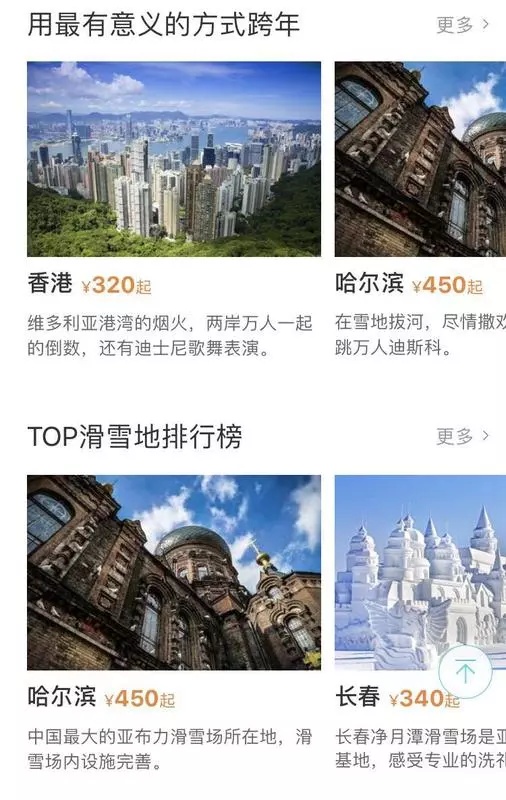 用最有意义的方式跨年 更多 >
香港 ¥320起 哈尔滨 ¥450起
维多利亚港湾的烟火，两岸万人一起
的倒数，还有迪士尼歌舞表演。
在雪地拔河，尽情撒欢
跳万人迪斯科。
TOP滑雪地排行榜 更多 >
哈尔滨 ¥450起 长春 ¥340起
中国最大的亚布力滑雪场所在地，滑
雪场内设施完善。
长春净月潭滑雪场是亚
基地，感受专业的洗礼